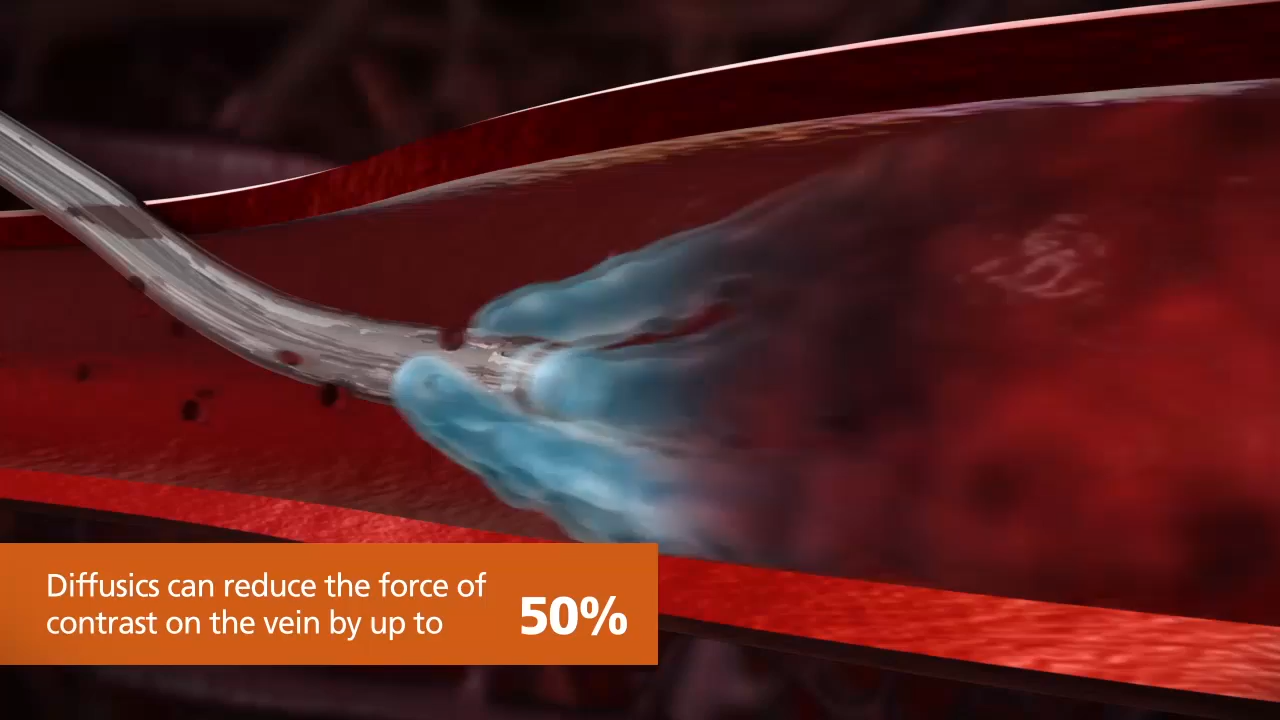 Diffusics can reduce the force of
contrast on the vein by up to 50%